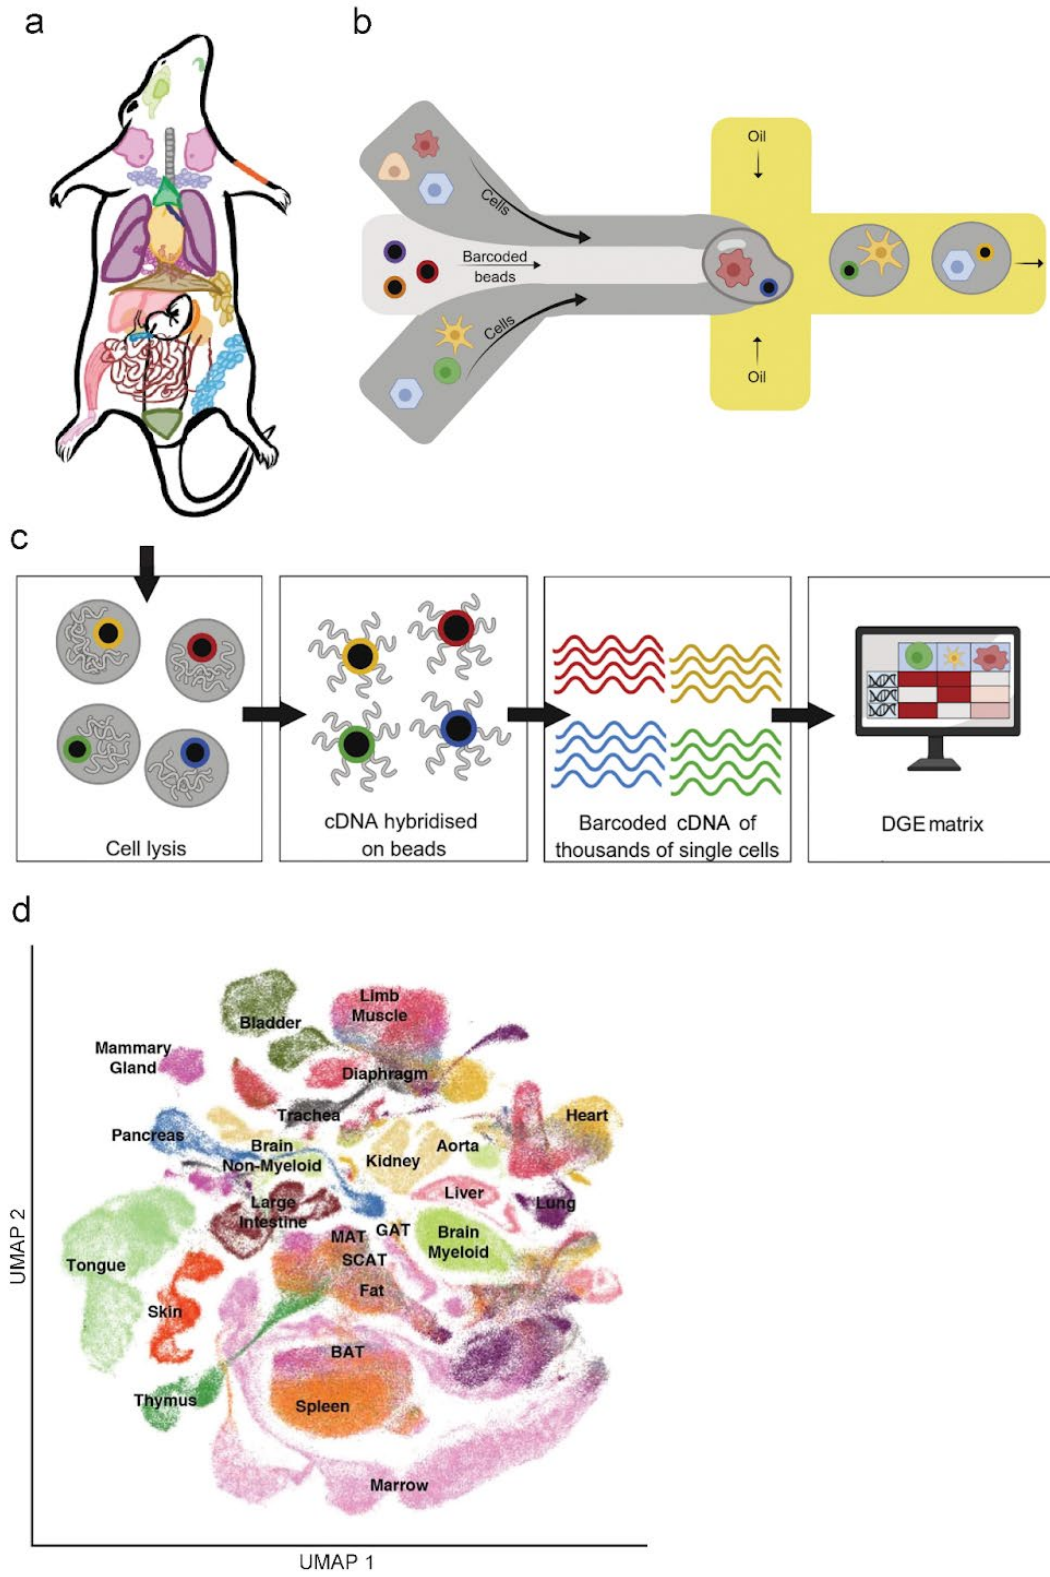 a
b
Oil
Cells
Barcoded
beads
Cells
Oil
c
Cell lysis
cDNA hybridised
on beads
Barcoded cDNA of
thousands of single cells
DGE matrix
d
Limb
Muscle
Bladder
Mammary
Gland
Diaphragm
Trachea
Heart
Pancreas
Brain
Non-Myeloid
Aorta
Kidney
Liver
Lung
Large
Intestine
MAT
GAT
Brain
Myeloid
SCAT
Tongue
Fat
Skin
BAT
Thymus
Spleen
Marrow
UMAP 2
UMAP 1